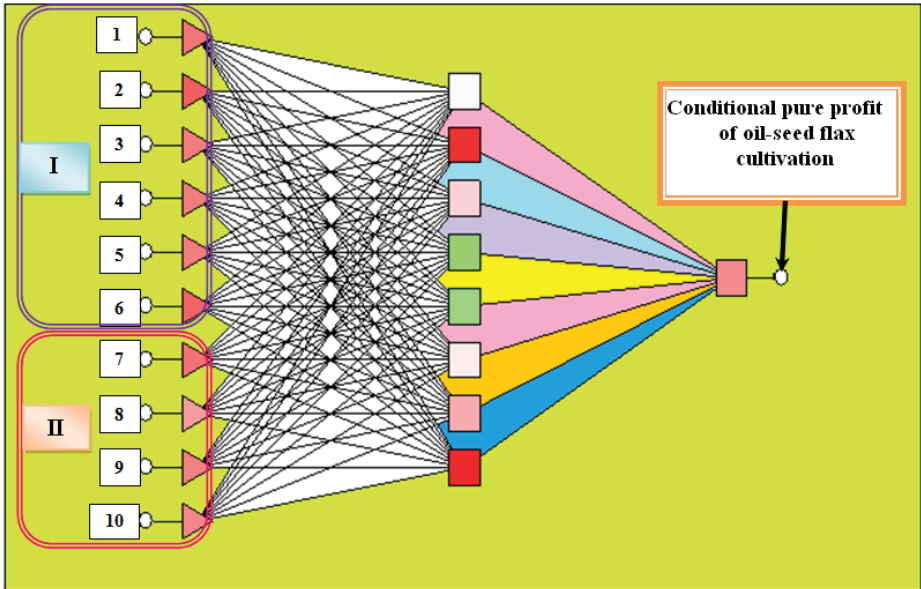 1
2
3
I
4
5
6
7
8
II
9
10
Conditional pure profit
of oil-seed flax
cultivation